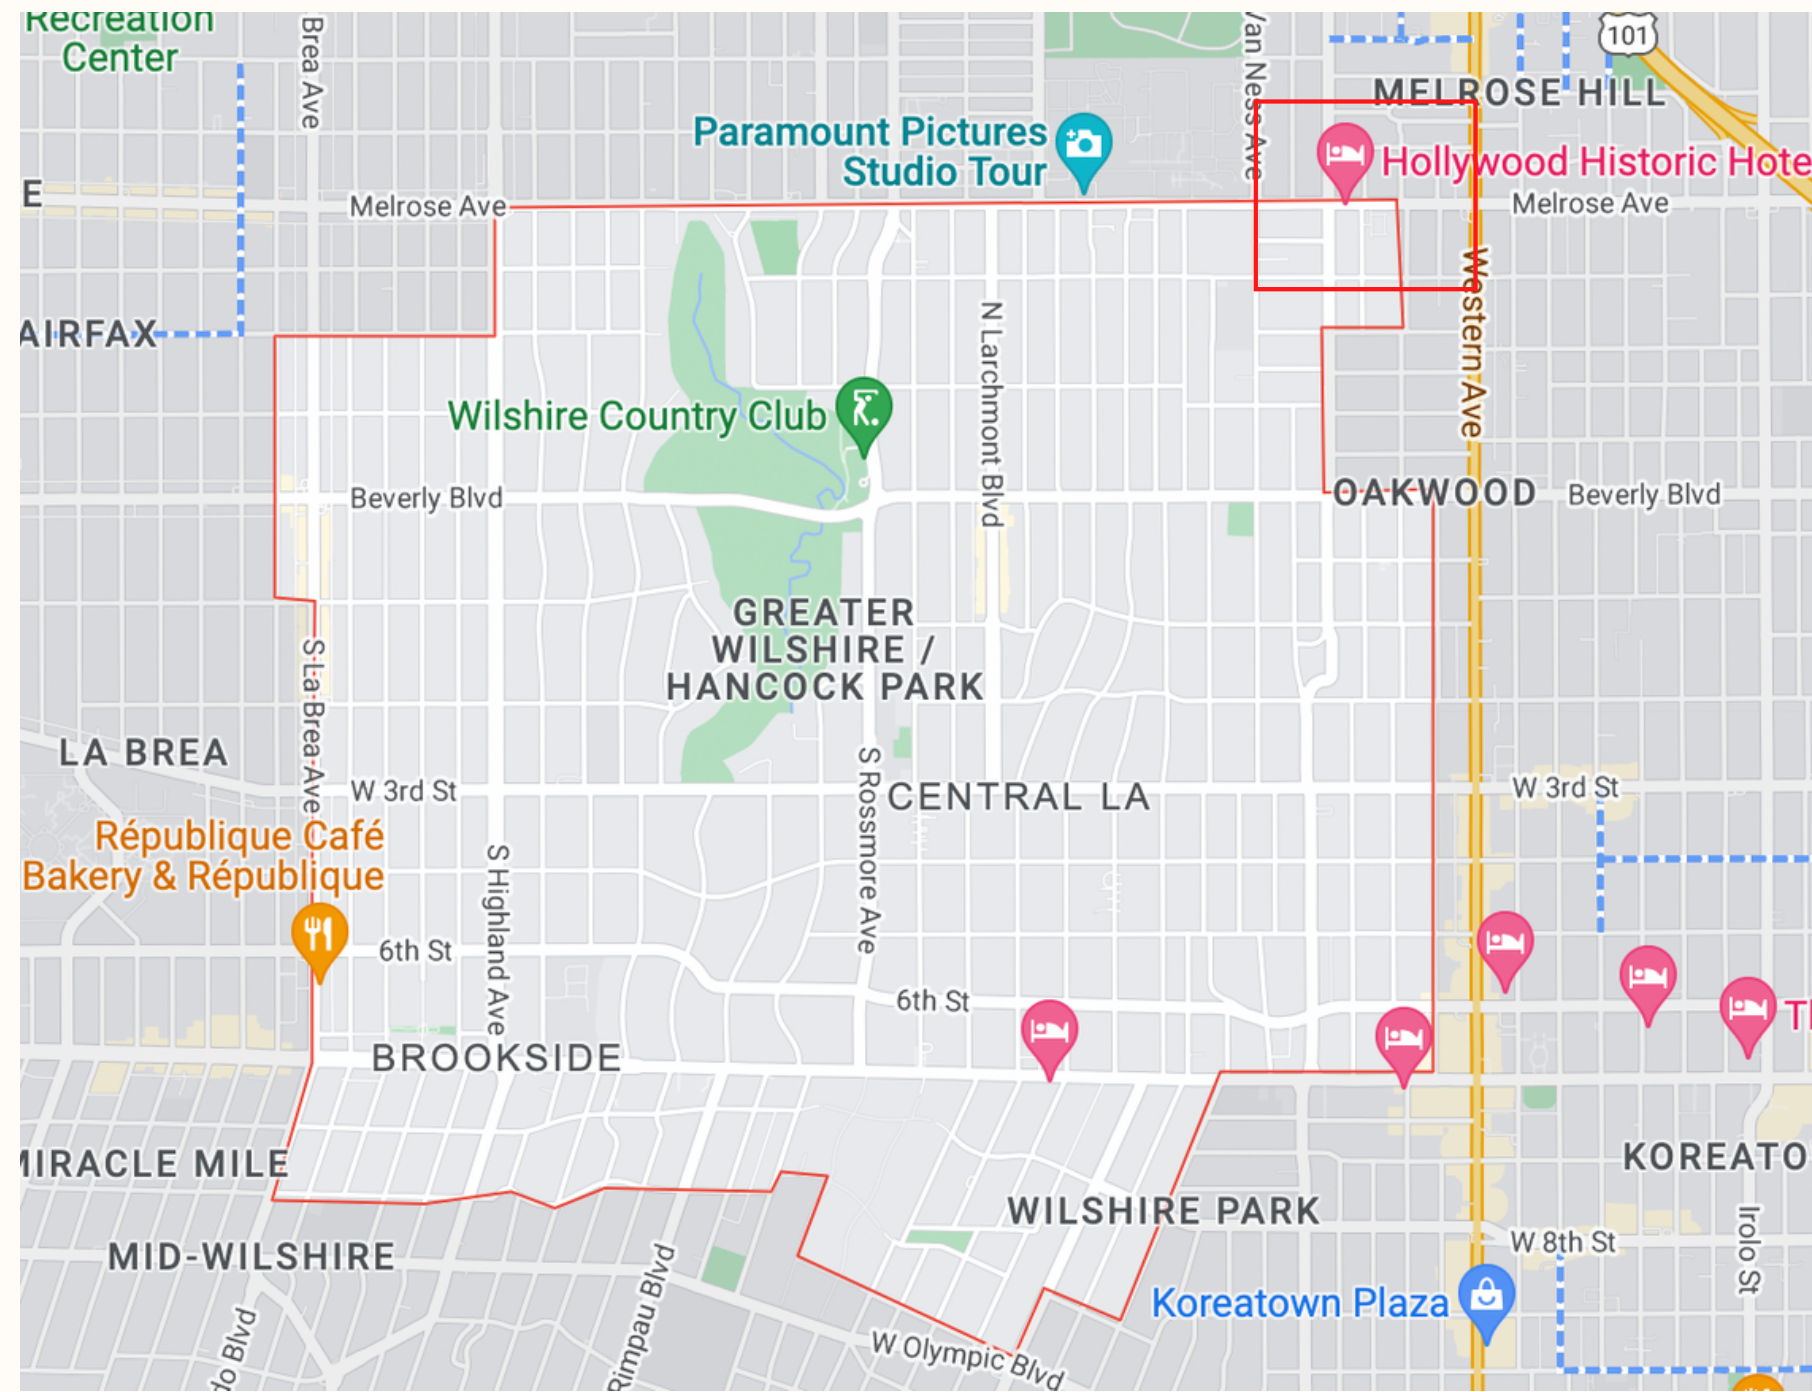 Recreation
Center
Brea Ave
Van Ness Ave
101
MELROSE HILL
Paramount Pictures
Studio Tour
Hollywood Historic Hote
E
Melrose Ave
Melrose Ave
Western Ave
AIRFAX
N Larchmont Blvd
Wilshire Country Club
Beverly Blvd
OAKWOOD
Beverly Blvd
GREATER
WILSHIRE /
HANCOCK PARK
S La Brea Ave
LA BREA
W 3rd St
S Rossmore Ave
CENTRAL LA
W 3rd St
République Café
Bakery & République
S Highland Ave
6th St
6th St
BROOKSIDE
MIRACLE MILE
KOREATO
WILSHIRE PARK
MID-WILSHIRE
W 8th St
Irolo St
Rimpau Blvd
Koreatown Plaza
do Blvd
W Olympic Blvd